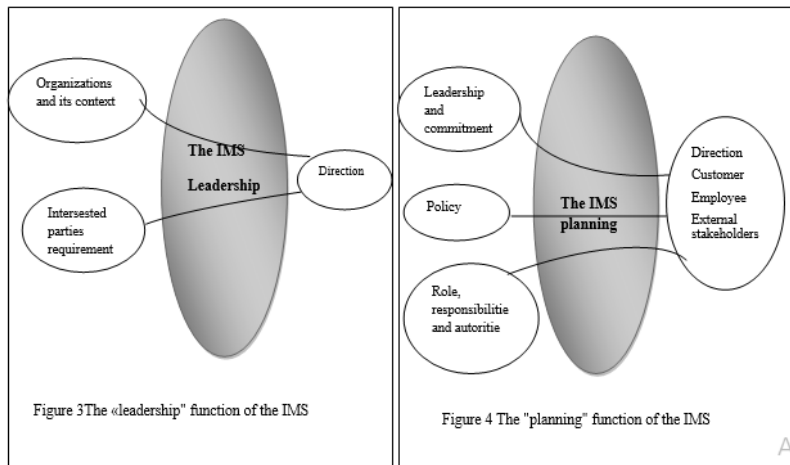 Organizations
and its context
The IMS
Leadership
Direction
Intersested
parties
requirement
Figure 3The «leadership" function of the IMS
Leadership
and
commitment
Direction
Customer
Employee
External
stakeholders
Policy
The IMS
planning
Role,
responsibilitie
and autoritie
Figure 4 The "planning" function of the IMS
A